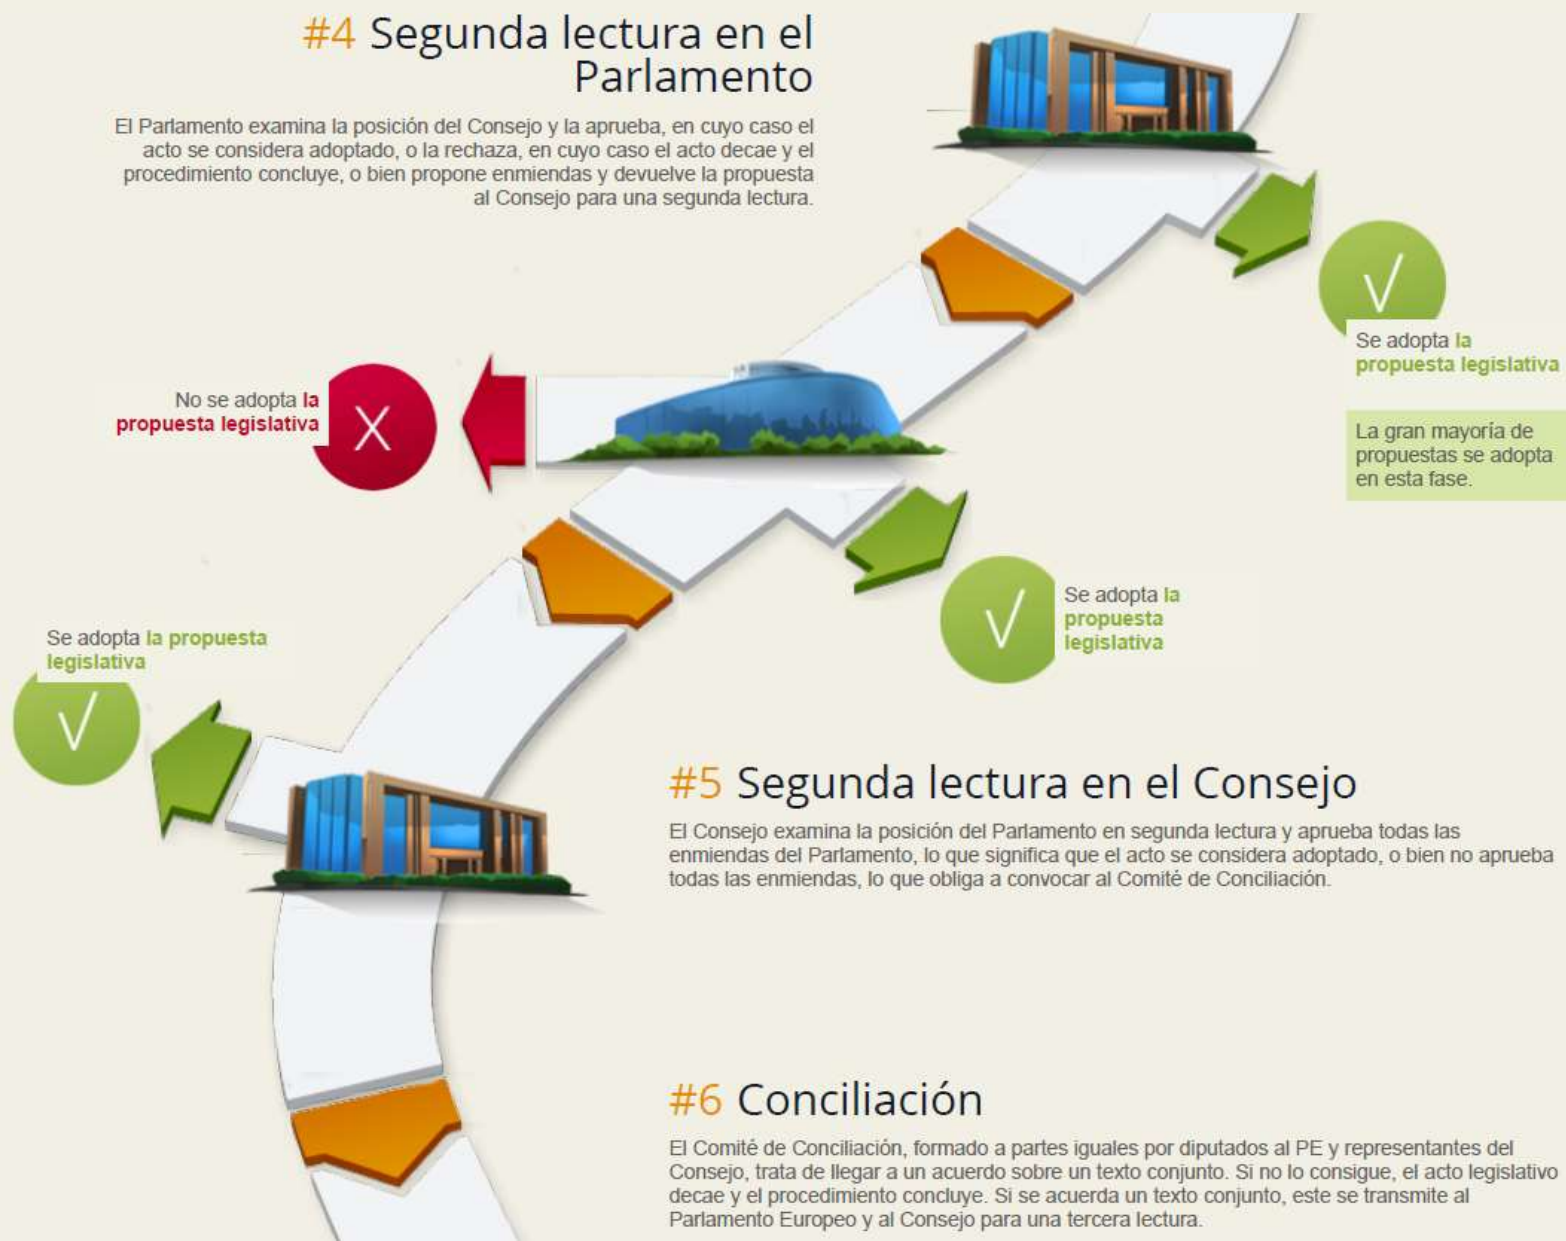 #4 Segunda lectura en el
Parlamento
El Parlamento examina la posición del Consejo y la aprueba, en cuyo caso el
acto se considera adoptado, o la rechaza, en cuyo caso el acto decae y el
procedimiento concluye, o bien propone enmiendas y devuelve la propuesta
al Consejo para una segunda lectura.
Se adopta la
propuesta legislativa
La gran mayoría de
propuestas se adopta
en esta fase.
No se adopta la
propuesta legislativa
X
Se adopta la
propuesta
legislativa
Se adopta la propuesta
legislativa
#5 Segunda lectura en el Consejo
El Consejo examina la posición del Parlamento en segunda lectura y aprueba todas las
enmiendas del Parlamento, lo que significa que el acto se considera adoptado, o bien no aprueba
todas las enmiendas, lo que obliga a convocar al Comité de Conciliación.
#6 Conciliación
El Comité de Conciliación, formado a partes iguales por diputados al PE y representantes del
Consejo, trata de llegar a un acuerdo sobre un texto conjunto. Si no lo consigue, el acto legislativo
decae y el procedimiento concluye. Si se acuerda un texto conjunto, este se transmite al
Parlamento Europeo y al Consejo para una tercera lectura.